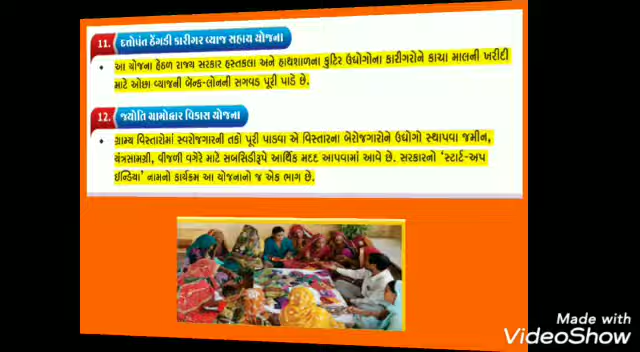 11. દત્તોપંત ઠેંગડી કારીગર વ્યાજ સહાય યોજના
• આ યોજના હેઠળ રાજ્ય સરકાર હસ્તકલા અને હાથશાળના કુટિર ઉદ્યોગોના કારીગરોને કાચા માલની ખરીદી
માટે ઓછા વ્યાજની બૅન્ક-લોનની સગવડ પૂરી પાડે છે.
12. જ્યોતિ ગ્રામોદ્ધાર વિકાસ યોજના
• ગ્રામ્ય વિસ્તારોમાં સ્વરોજગારની તકો પૂરી પાડવા એ વિસ્તારના બેરોજગારોને ઉદ્યોગો સ્થાપવા જમીન,
યંત્રસામગ્રી, વીજળી વગેરે માટે સબસિડીરૂપે આર્થિક મદદ આપવામાં આવે છે. સરકારનો ‘સ્ટાર્ટ-અપ
ઇન્ડિયા’ નામનો કાર્યક્રમ આ યોજનાનો જ એક ભાગ છે.
Made with
VideoShow